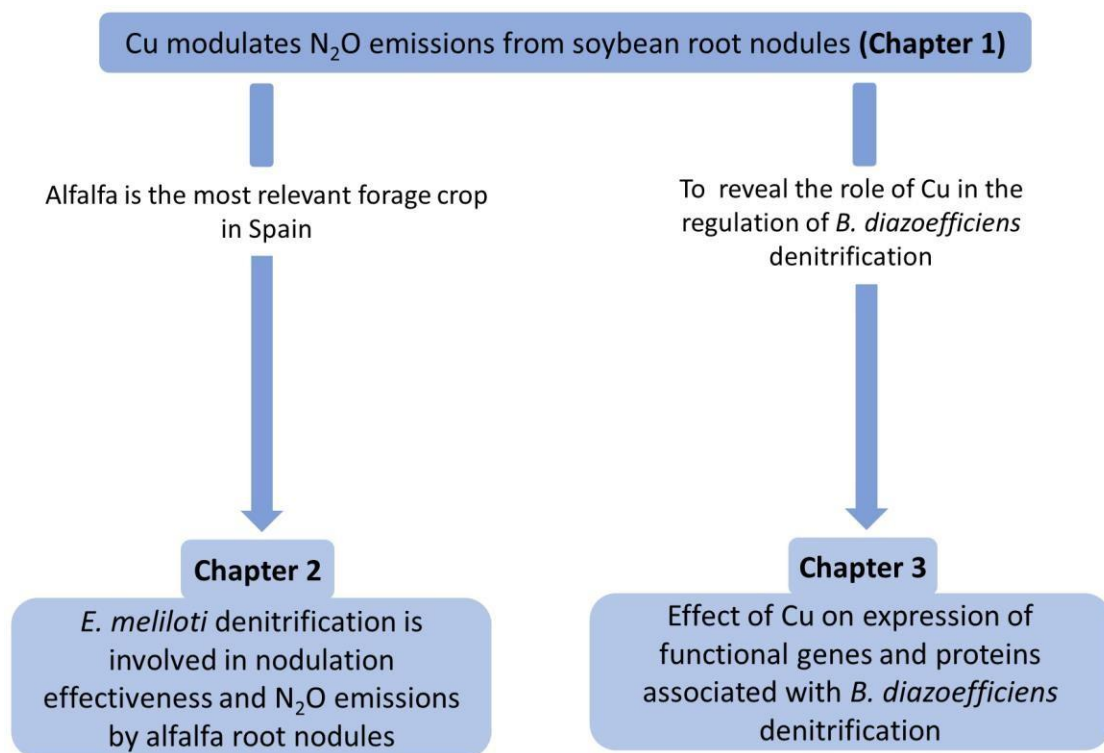 Cu modulates N₂O emissions from soybean root nodules (Chapter 1)
Alfalfa is the most relevant forage crop
in Spain
To reveal the role of Cu in the
regulation of B. diazoefficiens
denitrification
Chapter 2
E. meliloti denitrification is
involved in nodulation
effectiveness and N₂O emissions
by alfalfa root nodules
Chapter 3
Effect of Cu on expression of
functional genes and proteins
associated with B. diazoefficiens
denitrification